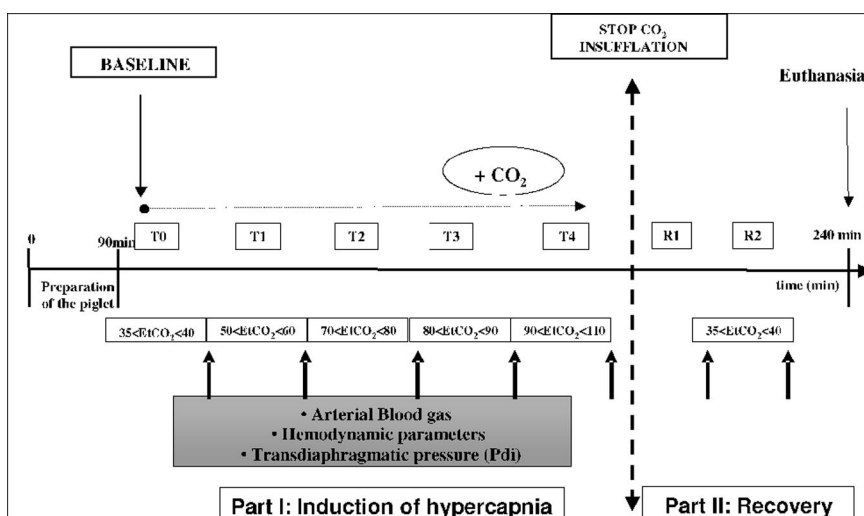 STOP CO₂
INSUFFLATION
BASELINE
Euthanasia
+ CO₂
0
90min
T0
T1
T2
T3
T4
R1
R2
240 min
Preparation
of the piglet
time (min)
35<EtCO₂<40
50<EtCO₂<60
70<EtCO₂<80
80<EtCO₂<90
90<EtCO₂<110
35<EtCO₂<40
• Arterial Blood gas
• Hemodynamic parameters
• Transdiaphragmatic pressure (Pdi)
Part I: Induction of hypercapnia
Part II: Recovery